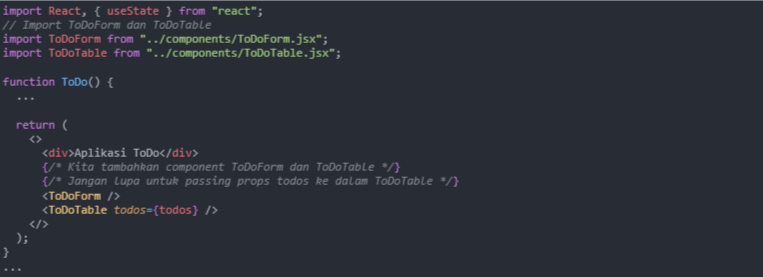 import React, { useState } from "react";
// Import ToDoForm dan ToDoTable
import ToDoForm from "../components/ToDoForm.jsx";
import ToDoTable from "../components/ToDoTable.jsx";

function ToDo() {
  ...

  return (
    <>
      <div>Aplikasi ToDo</div>
      {/* Kita tambahkan component ToDoForm dan ToDoTable */}
      {/* Jangan lupa untuk passing props todos ke dalam ToDoTable */}
      <ToDoForm />
      <ToDoTable todos={todos} />
    </>
  );
}
...